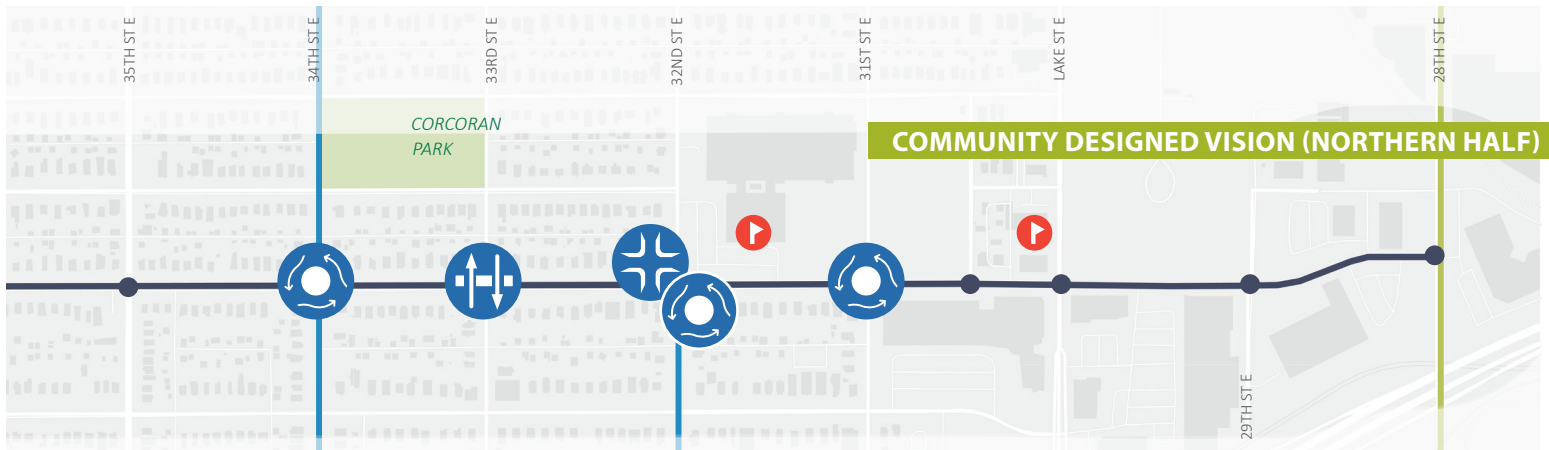 35TH ST E
34TH ST E
33RD ST E
32ND ST E
31ST ST E
LAKE ST E
28TH ST E
CORCORAN
PARK
COMMUNITY DESIGNED VISION (NORTHERN HALF)
29TH ST E